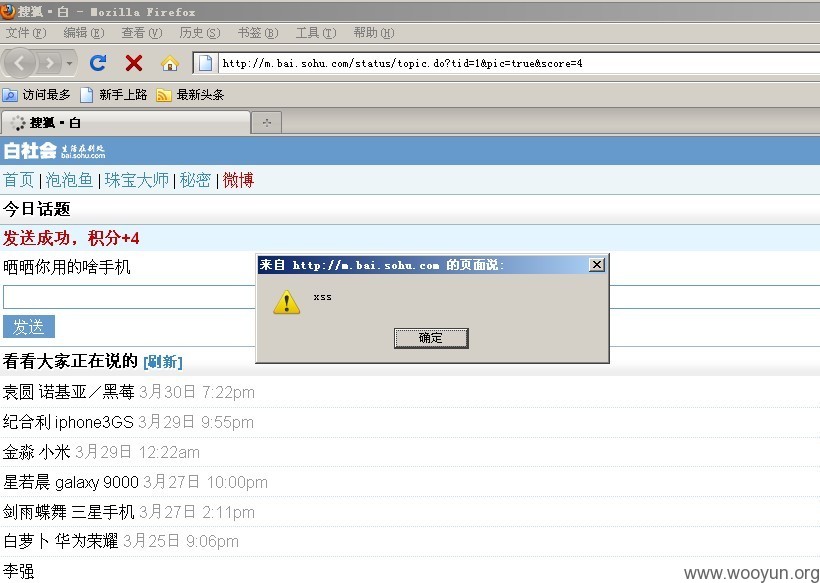 搜狐·白 - Mozilla Firefox
文件(F) 编辑(E) 查看(V) 历史(S) 书签(B) 工具(T) 帮助(H)
http://m.bai.sohu.com/status/topic.do?tid=1&pic=true&score=4
访问最多 新手上路 最新头条
搜狐·白
白社会 生活在别处 bai.sohu.com
首页 | 泡泡鱼 | 珠宝大师 | 秘密 | 微博
今日话题
发送成功，积分+4
晒晒你用的啥手机
来自 http://m.bai.sohu.com 的页面说:
xss
确定
发送
看看大家正在说的 [刷新]
袁圆 诺基亚／黑莓 3月30日 7:22pm
纪合利 iphone3GS 3月29日 9:55pm
金淼 小米 3月29日 12:22am
星若晨 galaxy 9000 3月27日 10:00pm
剑雨蝶舞 三星手机 3月27日 2:11pm
白萝卜 华为荣耀 3月25日 9:06pm
李强
www.wooyun.org